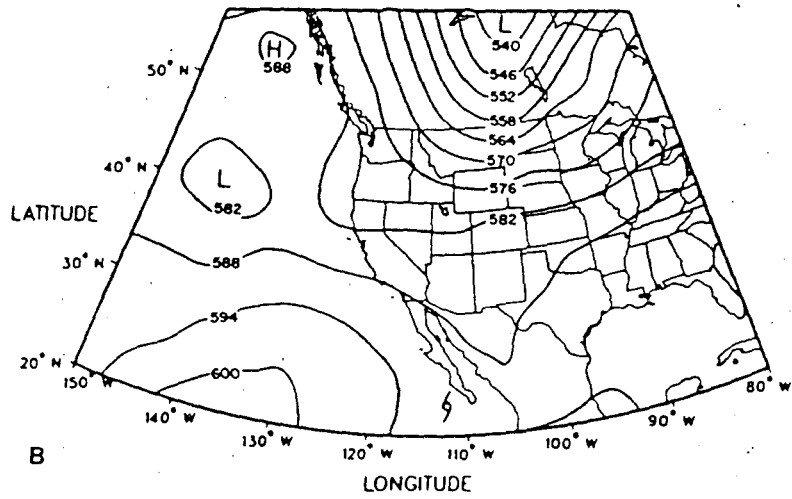 L
540
H
588
50° N
546
552
558
564
570
40° N
L
582
576
582
LATITUDE
588
30° N
594
600
20° N
150° W
140° W
130° W
120° W
110° W
100° W
90° W
80° W
B
LONGITUDE